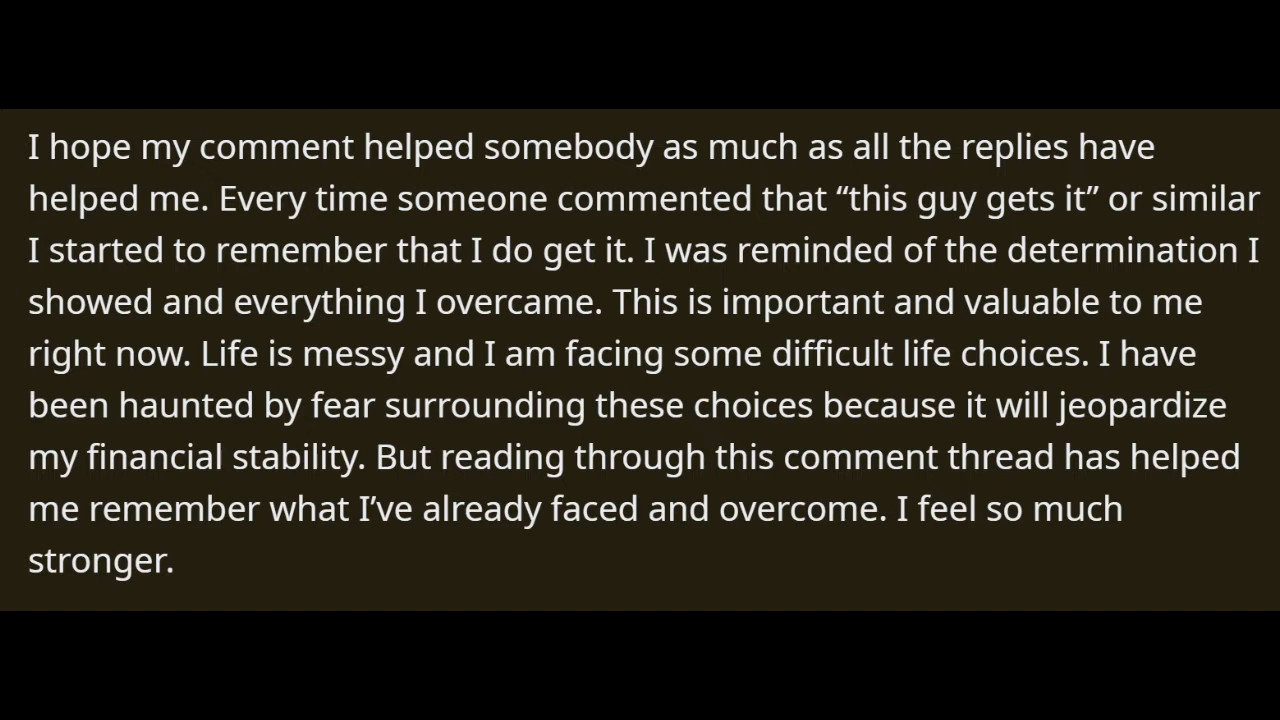 I hope my comment helped somebody as much as all the replies have
helped me. Every time someone commented that “this guy gets it” or similar
I started to remember that I do get it. I was reminded of the determination I
showed and everything I overcame. This is important and valuable to me
right now. Life is messy and I am facing some difficult life choices. I have
been haunted by fear surrounding these choices because it will jeopardize
my financial stability. But reading through this comment thread has helped
me remember what I’ve already faced and overcome. I feel so much
stronger.